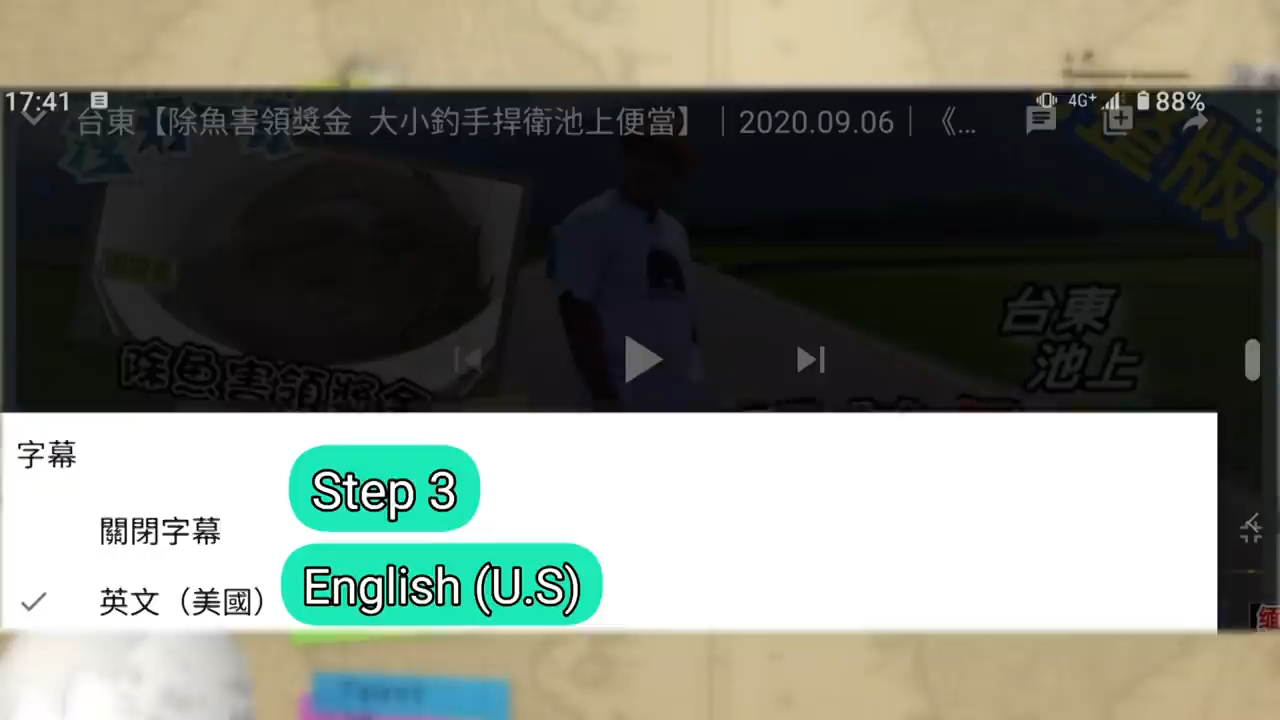 17:41
4G+
88%
台東【除魚害領獎金 大小釣手捍衛池上便當】｜2020.09.06｜《...
整版
除魚害領獎金
台東
池上
字幕
Step 3
關閉字幕
English (U.S)
英文（美國）